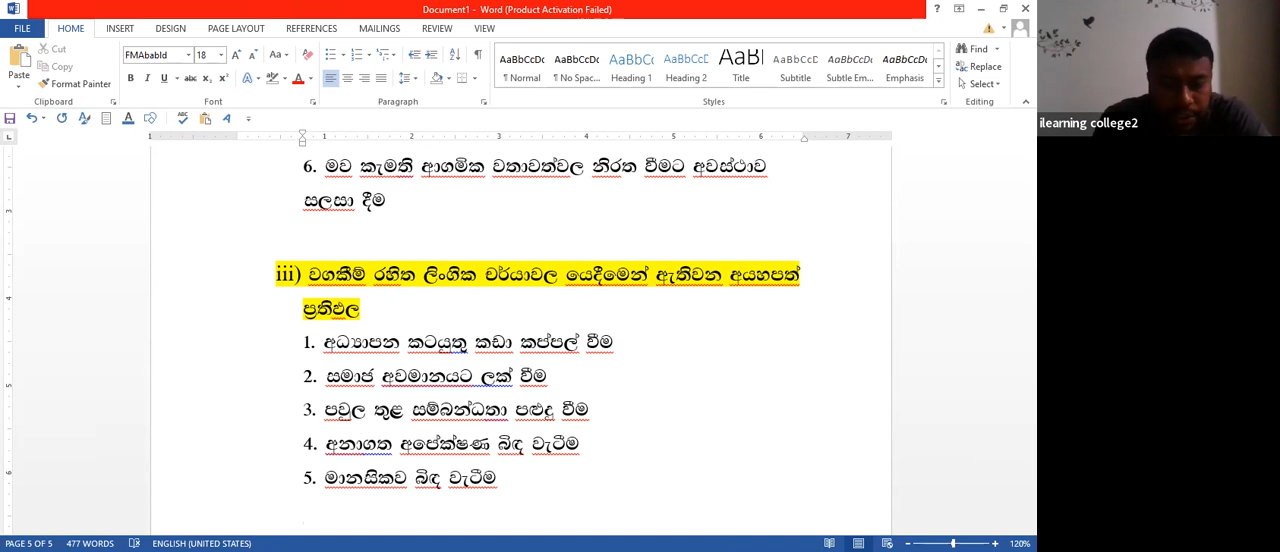 Document1 - Word (Product Activation Failed)
FILE HOME INSERT DESIGN PAGE LAYOUT REFERENCES MAILINGS REVIEW VIEW
Cut
Copy
Format Painter
Paste
FMAbabld 18
AaBbCcDc AaBbCcDc AaBbCc AaBbCcD AaBl AaBbCcD AaBbCcDc AaBbCcDc
¶ Normal ¶ No Spac... Heading 1 Heading 2 Title Subtitle Subtle Em... Emphasis
Find
Replace
Select
Clipboard Font Paragraph Styles Editing
ilearning college2
6. මව කැමති ආගමික වතාවත්වල නිරත වීමට අවස්ථාව
සලසා දීම
iii) වගකීම් රහිත ලිංගික චර්යාවල යෙදීමෙන් ඇතිවන අයහපත්
ප්‍රතිඵල
1. අධ්‍යාපන කටයුතු කඩා කප්පල් වීම
2. සමාජ අවමානයට ලක් වීම
3. පවුල තුළ සම්බන්ධතා පළුදු වීම
4. අනාගත අපේක්ෂණ බිඳ වැටීම
5. මානසිකව බිඳ වැටීම
PAGE 5 OF 5 477 WORDS ENGLISH (UNITED STATES) 120%